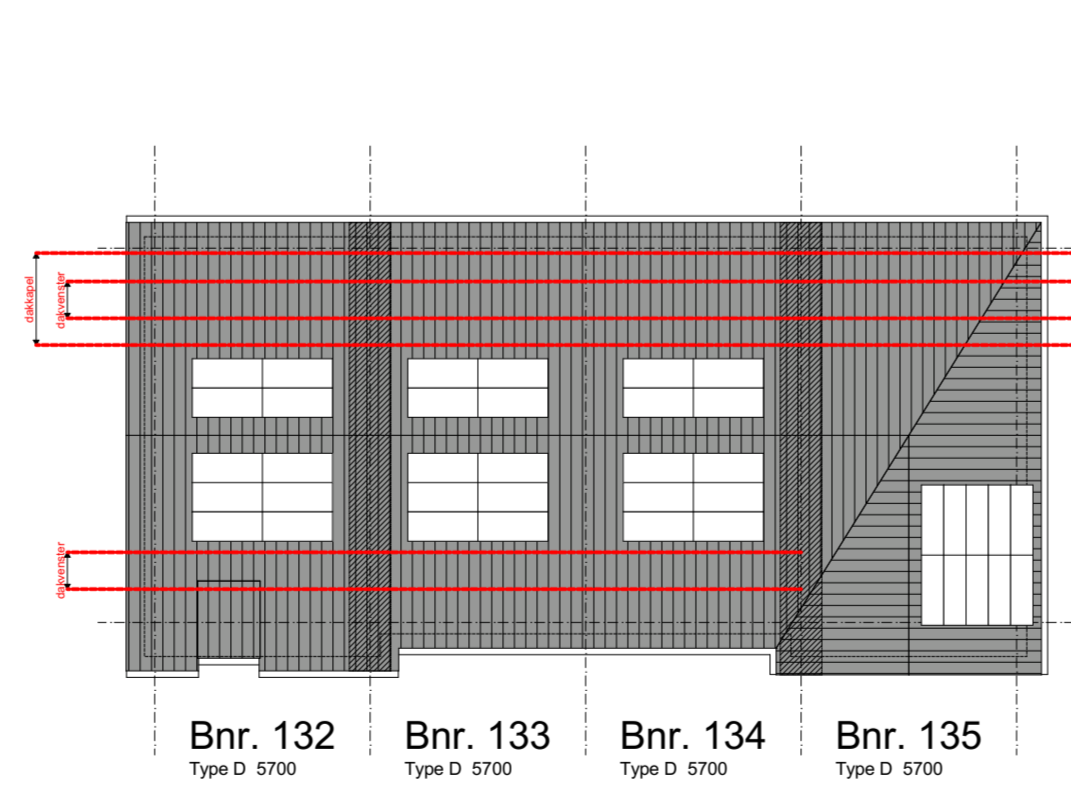 dakkapel
dakvenster
dakvenster
Bnr. 132
Type D 5700
Bnr. 133
Type D 5700
Bnr. 134
Type D 5700
Bnr. 135
Type D 5700